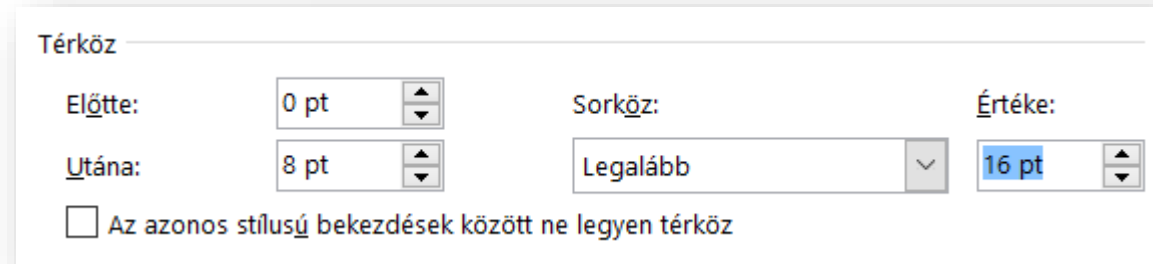 Térköz
Előtte: 0 pt Sorköz: Értéke:
Utána: 8 pt Legalább 16 pt
Az azonos stílusú bekezdések között ne legyen térköz